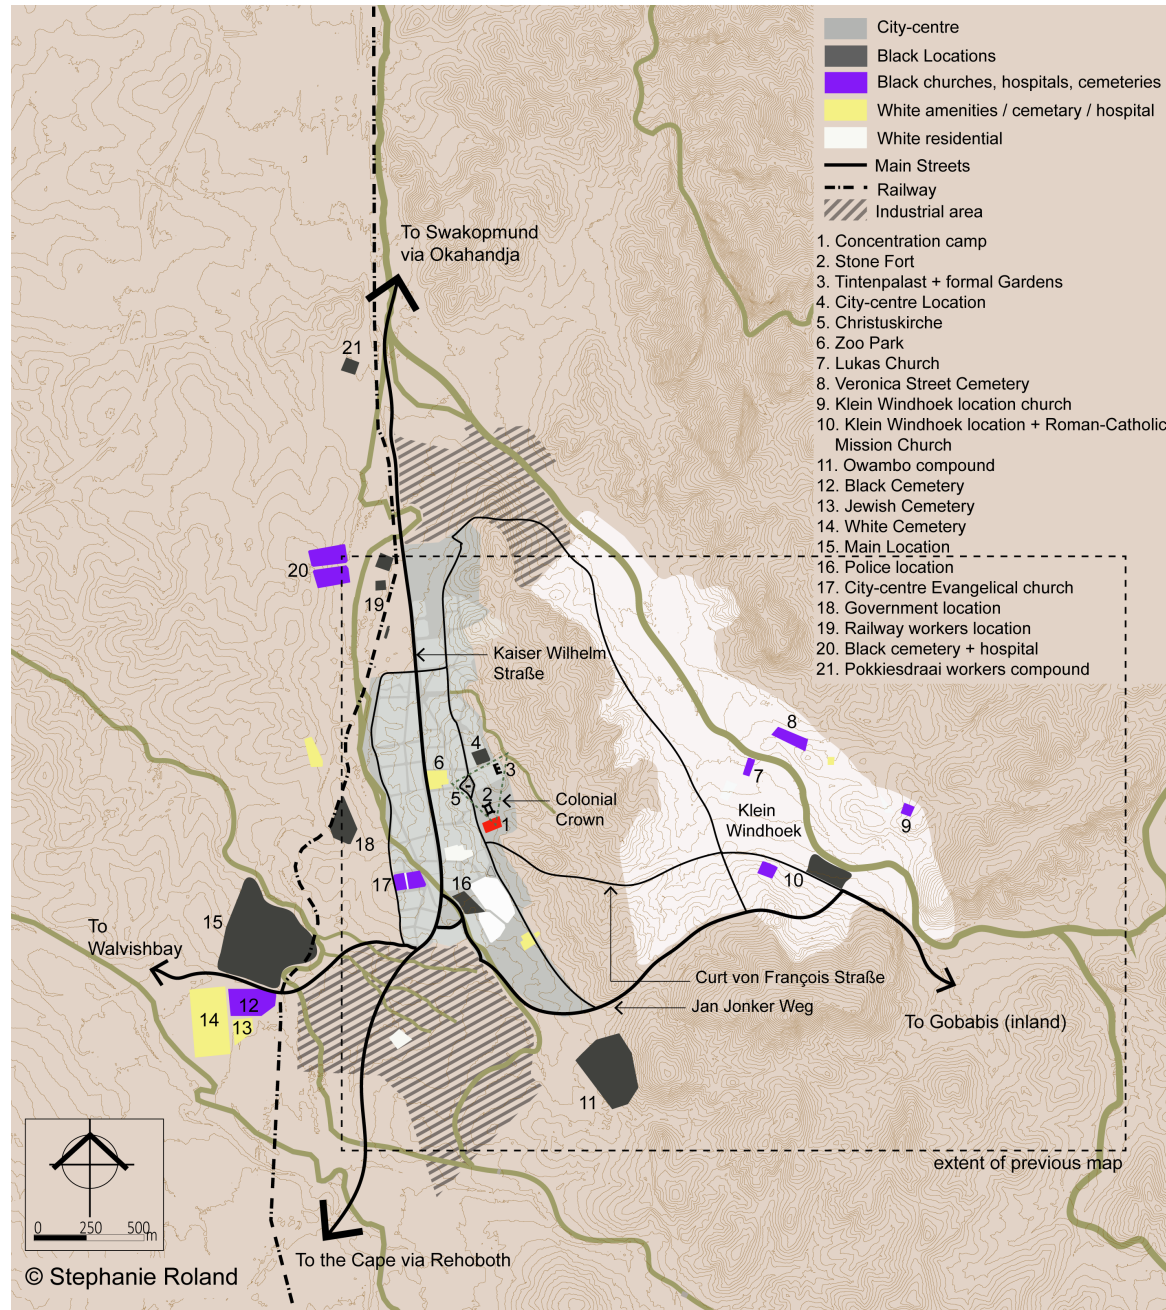 City-centre
Black Locations
Black churches, hospitals, cemeteries
White amenities / cemetary / hospital
White residential
Main Streets
Railway
Industrial area
1. Concentration camp
2. Stone Fort
3. Tintenpalast + formal Gardens
4. City-centre Location
5. Christuskirche
6. Zoo Park
7. Lukas Church
8. Veronica Street Cemetery
9. Klein Windhoek location church
10. Klein Windhoek location + Roman-Catholic
Mission Church
11. Owambo compound
12. Black Cemetery
13. Jewish Cemetery
14. White Cemetery
15. Main Location
16. Police location
17. City-centre Evangelical church
18. Government location
19. Railway workers location
20. Black cemetery + hospital
21. Pokkiesdraai workers compound
To Swakopmund
via Okahandja
21
20
19
Kaiser Wilhelm
Straße
4
3
6
5
2
1
Colonial
Crown
8
7
Klein
Windhoek
9
10
18
17
16
15
To
Walvishbay
12
13
14
Curt von François Straße
Jan Jonker Weg
To Gobabis (inland)
11
extent of previous map
0 250 500 m
To the Cape via Rehoboth
© Stephanie Roland